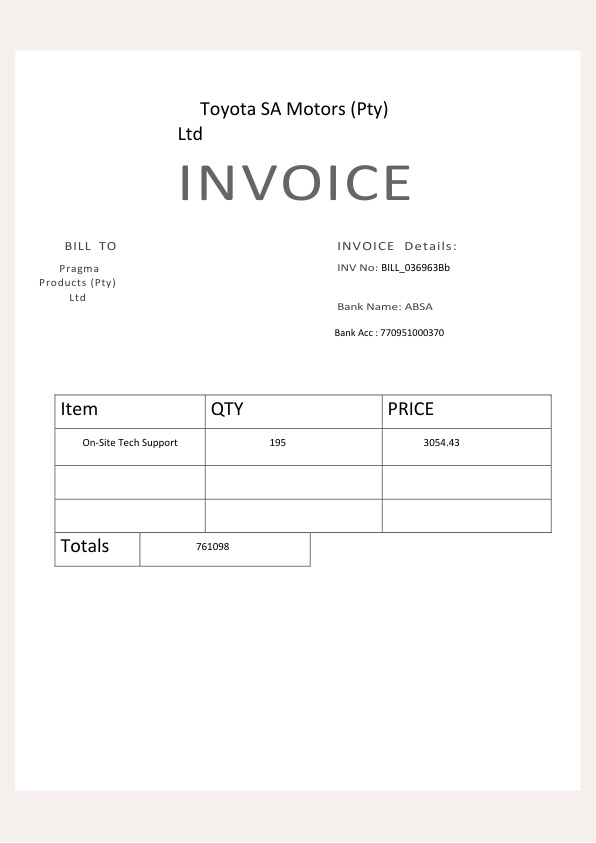 Toyota SA Motors (Pty)
Ltd
INVOICE
BILL TO
Pragma
Products (Pty)
Ltd
INVOICE Details:
INV No: BILL_036963Bb
Bank Name: ABSA
Bank Acc : 770951000370
Item QTY PRICE
On-Site Tech Support 195 3054.43
Totals 761098